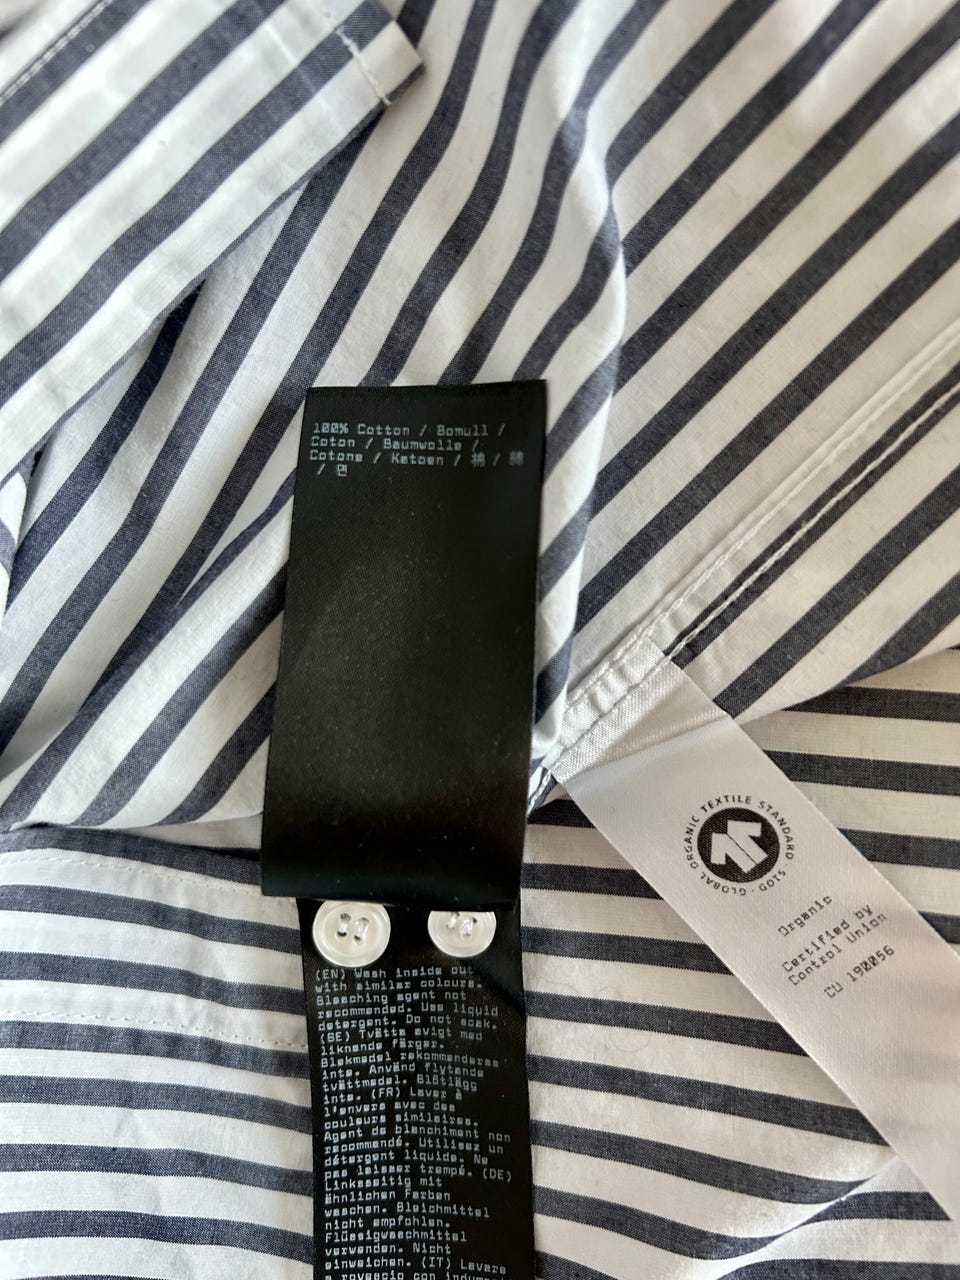 100% Cotton / Bomull /
Coton / Baumwolle /
Cotone / Katoen / 棉 / 綿
/ 면
GLOBAL ORGANIC TEXTILE STANDARD · GOTS ·
Organic
Certified by
Control Union
CU 190056
(EN) Wash inside out
with similar colours.
Bleaching agent not
recommended. Use liquid
detergent. Do not soak.
(SE) Tvätta avigt med
liknande färger.
Blekmedel rekommenderas
inte. Använd flytande
tvättmedel. Blötlägg
inte. (FR) Laver à
l'envers avec des
couleurs similaires.
Agent de blanchiment non
recommandé. Utilisez un
détergent liquide. Ne
pas laisser trempé. (DE)
Linksseitig mit
ähnlichen Farben
waschen. Bleichmittel
nicht empfohlen.
Flüssigwaschmittel
verwenden. Nicht
einweichen. (IT) Lavare
a rovescio con indumenti